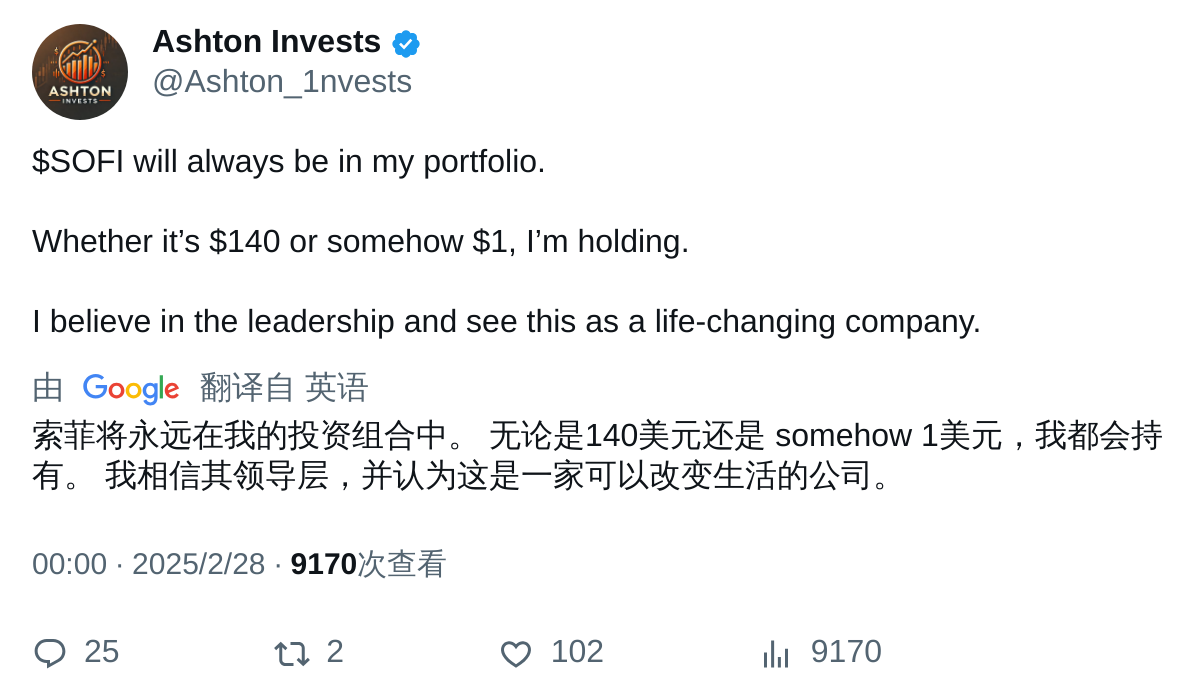 ASHTON
INVESTS
Ashton Invests
@Ashton_1nvests
$SOFI will always be in my portfolio.
Whether it’s $140 or somehow $1, I’m holding.
I believe in the leadership and see this as a life-changing company.
由 Google 翻译自 英语
索菲将永远在我的投资组合中。 无论是140美元还是 somehow 1美元，我都会持
有。 我相信其领导层，并认为这是一家可以改变生活的公司。
00:00 · 2025/2/28 · 9170次查看
25 2 102 9170